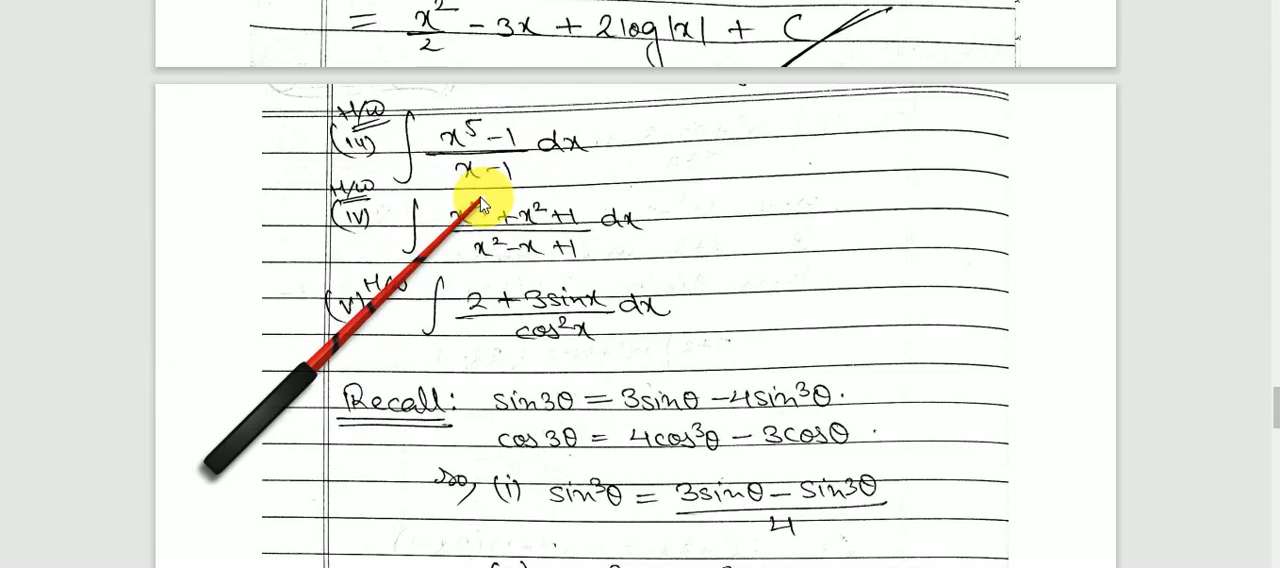 = x²/2 - 3x + 2log|x| + C
H/W
∫ x⁵-1/x-1 dx
H/W
(iv) ∫ +x²+1/x²-x+1 dx
(v) ∫ 2+3sinx/cos²x dx
Recall: sin3θ = 3sinθ - 4sin³θ.
cos3θ = 4cos³θ - 3cosθ .
so, (i) sin³θ = 3sinθ - sin3θ/4